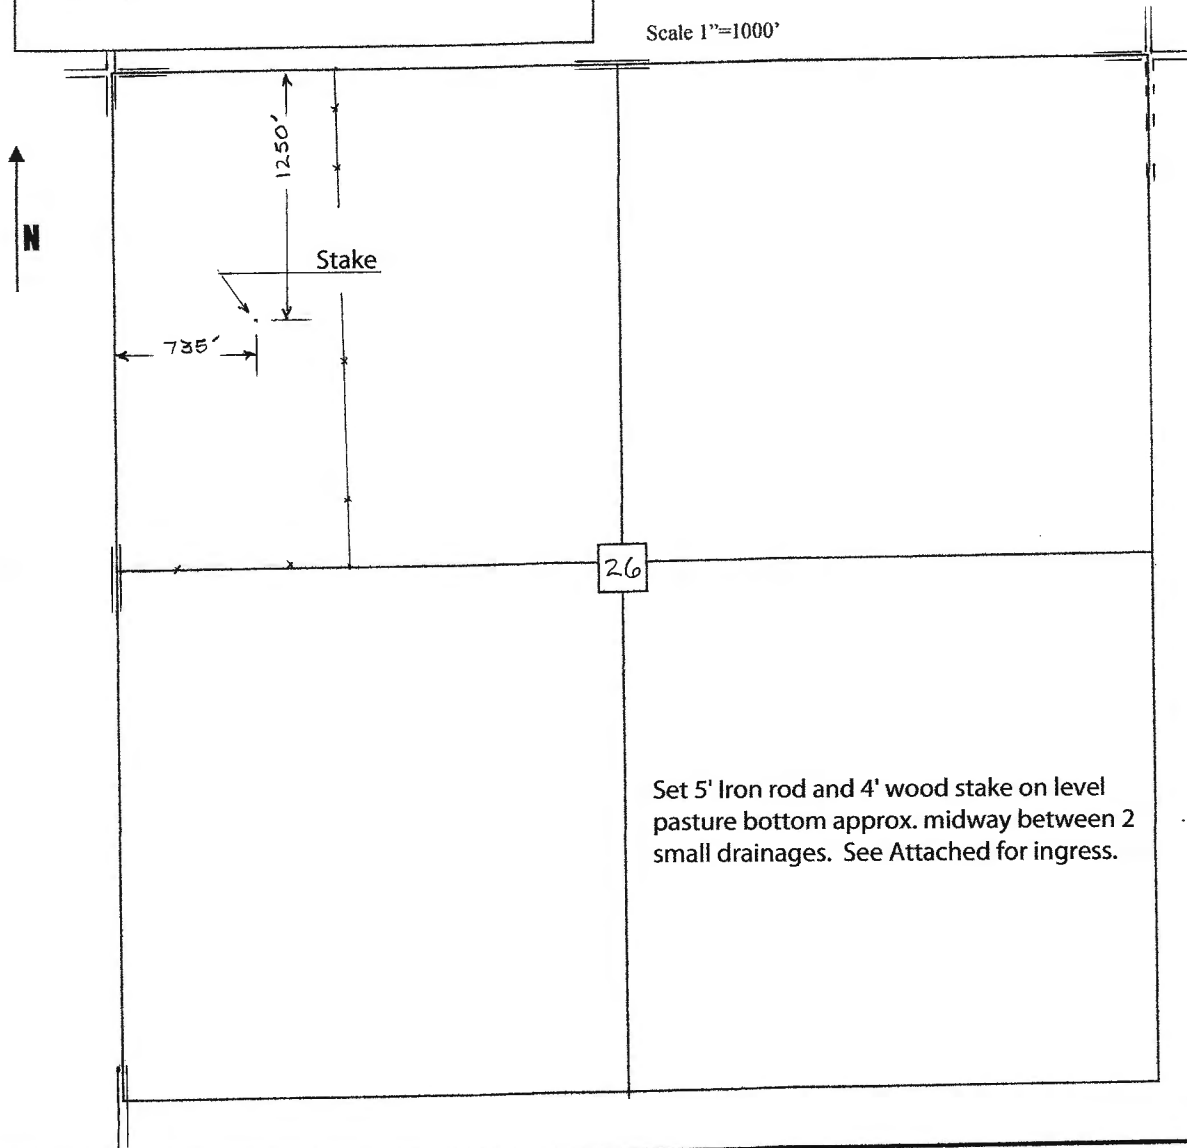 Scale 1”=1000’
1250'
N
Stake
735'
26
Set 5' Iron rod and 4' wood stake on level
pasture bottom approx. midway between 2
small drainages. See Attached for ingress.